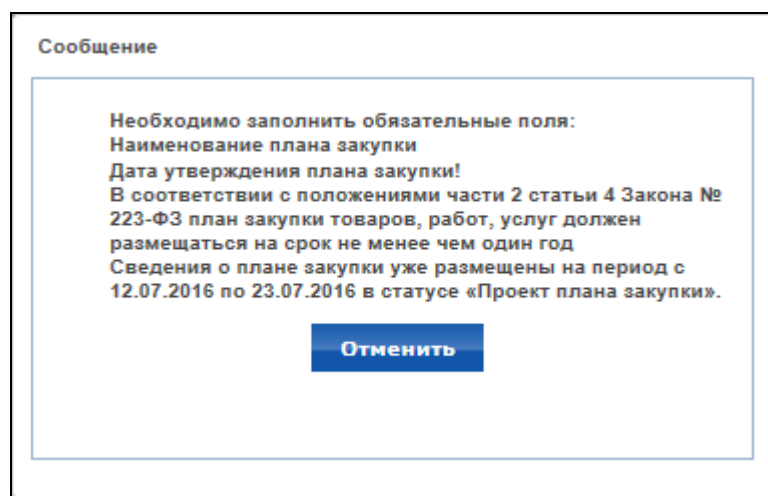 Сообщение
Необходимо заполнить обязательные поля:
Наименование плана закупки
Дата утверждения плана закупки!
В соответствии с положениями части 2 статьи 4 Закона №
223-ФЗ план закупки товаров, работ, услуг должен
размещаться на срок не менее чем один год
Сведения о плане закупки уже размещены на период с
12.07.2016 по 23.07.2016 в статусе «Проект плана закупки».
Отменить